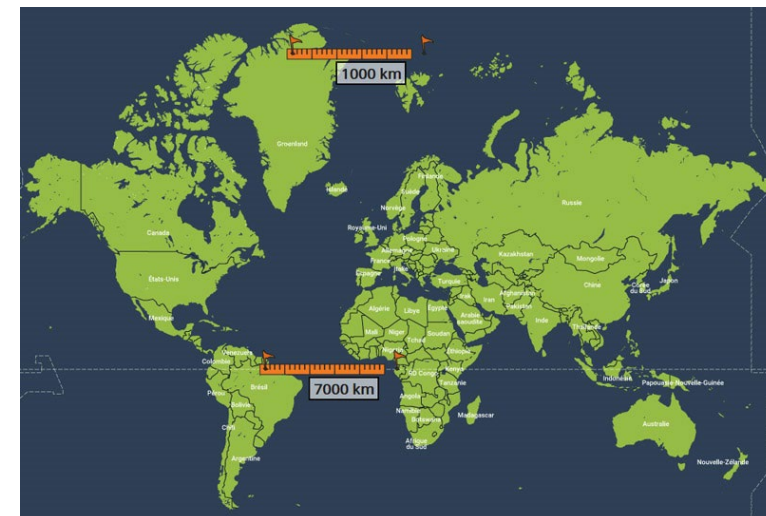 1000 km
Groenland
Finlande
Islande
Suède
Russie
Norvège
Canada
Royaume-Uni
Pologne
Allemagne
Ukraine
France
Kazakhstan
Mongolie
Italie
Espagne
États-Unis
Turquie
Chine
Corée
du Sud
Japon
Afghanistan
Irak
Iran
Pakistan
Algérie
Libye
Égypte
Arabie
saoudite
Mexique
Inde
Mali
Niger
Tchad
Soudan
Thaïlande
Nigeria
Éthiopie
Venezuela
Colombie
Kenya
RD Congo
Indonésie
Papouasie-Nouvelle-Guinée
Tanzanie
7000 km
Brésil
Pérou
Angola
Bolivie
Namibie
Madagascar
Botswana
Australie
Chili
Afrique
du Sud
Argentine
Nouvelle-Zélande